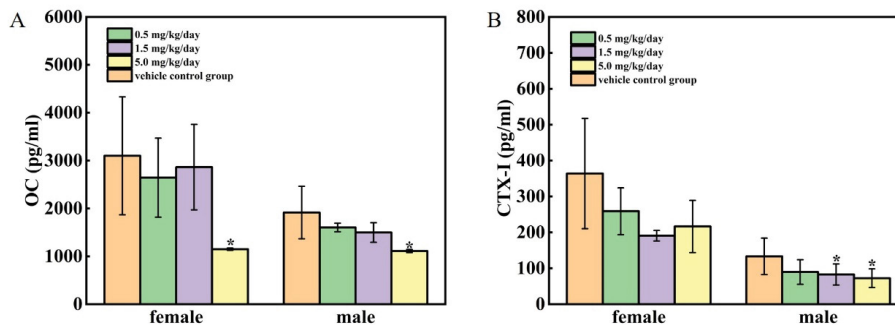 A
OC (pg/ml)
6000
5000
4000
3000
2000
1000
0
0.5 mg/kg/day
1.5 mg/kg/day
5.0 mg/kg/day
vehicle control group
*
*
female
male
B
CTX-I (pg/ml)
800
700
600
500
400
300
200
100
0
0.5 mg/kg/day
1.5 mg/kg/day
5.0 mg/kg/day
vehicle control group
*
*
female
male